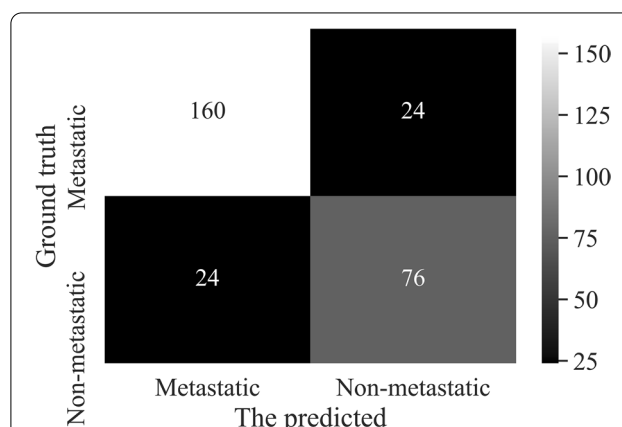 Ground truth
Metastatic
Non-metastatic
160
24
24
76
Metastatic
Non-metastatic
The predicted
150
125
100
75
50
25